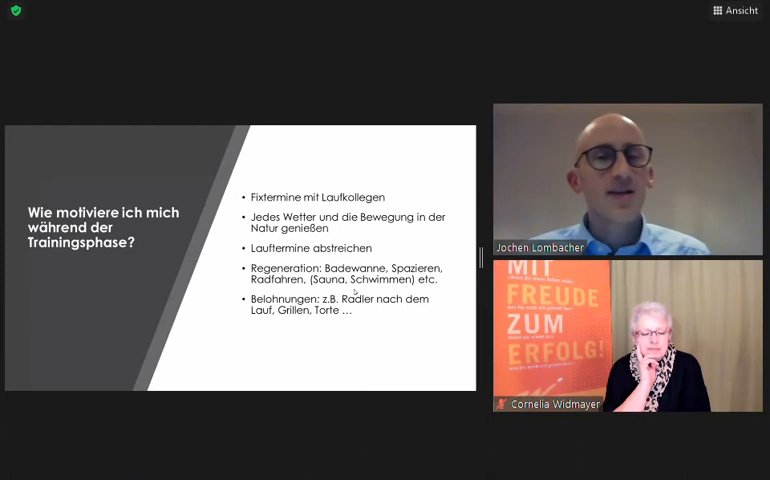 Ansicht
Wie motiviere ich mich
während der
Trainingsphase?
• Fixtermine mit Laufkollegen
• Jedes Wetter und die Bewegung in der
Natur genießen
• Lauftermine abstreichen
• Regeneration: Badewanne, Spazieren,
Radfahren, (Sauna, Schwimmen) etc.
• Belohnungen: z.B. Radler nach dem
Lauf, Grillen, Torte ...
Jochen Lombacher
MIT
FREUDE
ZUM
ERFOLG!
Cornelia Widmayer